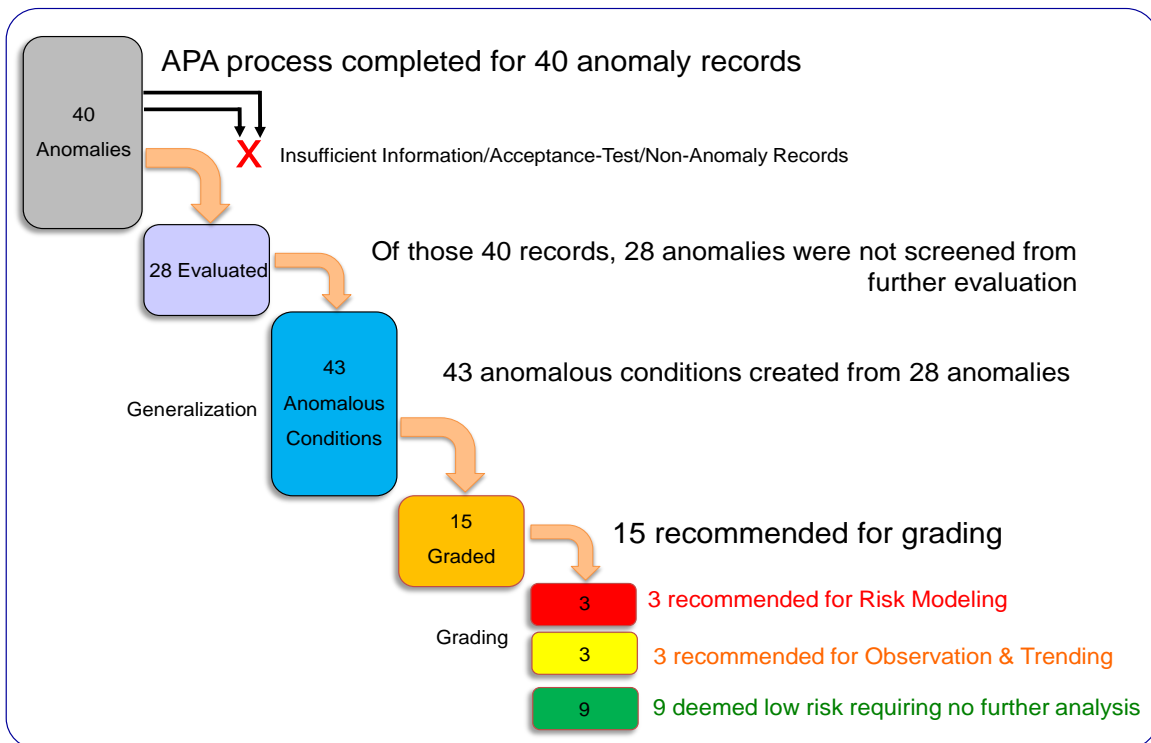 APA process completed for 40 anomaly records
40
Anomalies
X
Insufficient Information/Acceptance-Test/Non-Anomaly Records
28 Evaluated
Of those 40 records, 28 anomalies were not screened from
further evaluation
43
Anomalous
Conditions
43 anomalous conditions created from 28 anomalies
Generalization
15
Graded
15 recommended for grading
3
3 recommended for Risk Modeling
Grading
3
3 recommended for Observation & Trending
9
9 deemed low risk requiring no further analysis